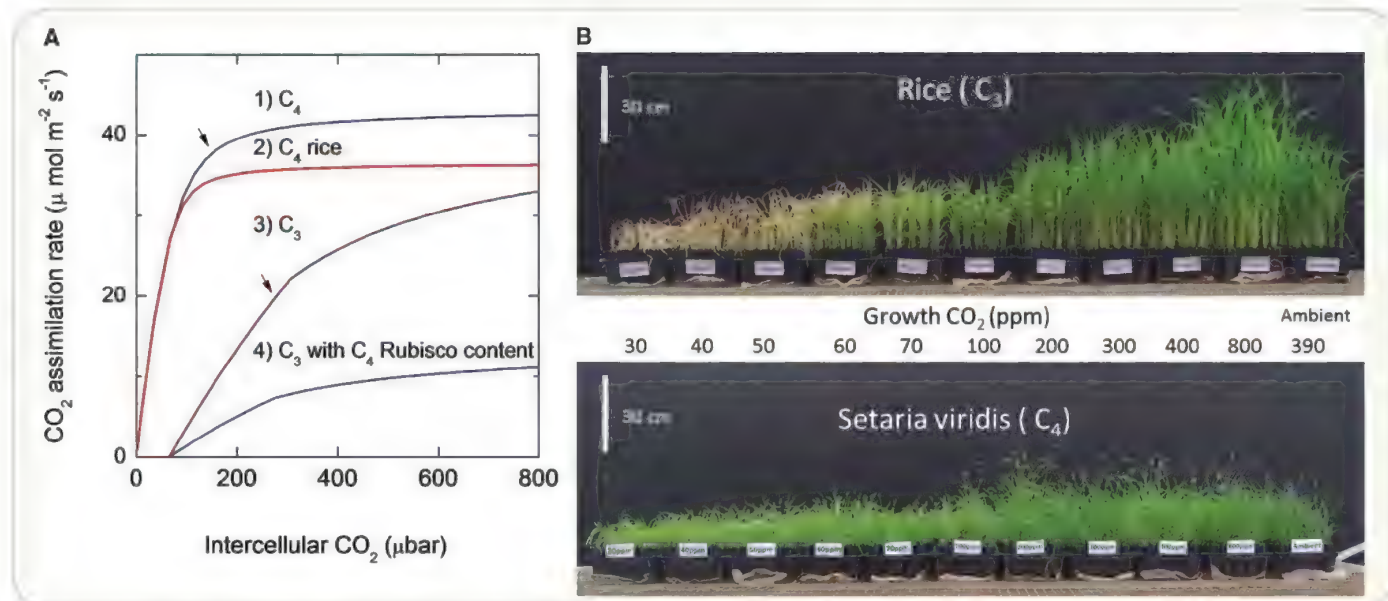 A
CO₂ assimilation rate (μ mol m⁻² s⁻¹)
40
20
0
1) C₄
2) C₄ rice
3) C₃
4) C₃ with C₄ Rubisco content
0 200 400 600 800
Intercellular CO₂ (μbar)
B
30 cm
Rice ( C₃)
Growth CO₂ (ppm) Ambient
30 40 50 60 70 100 200 300 400 800 390
30 cm
Setaria viridis ( C₄)